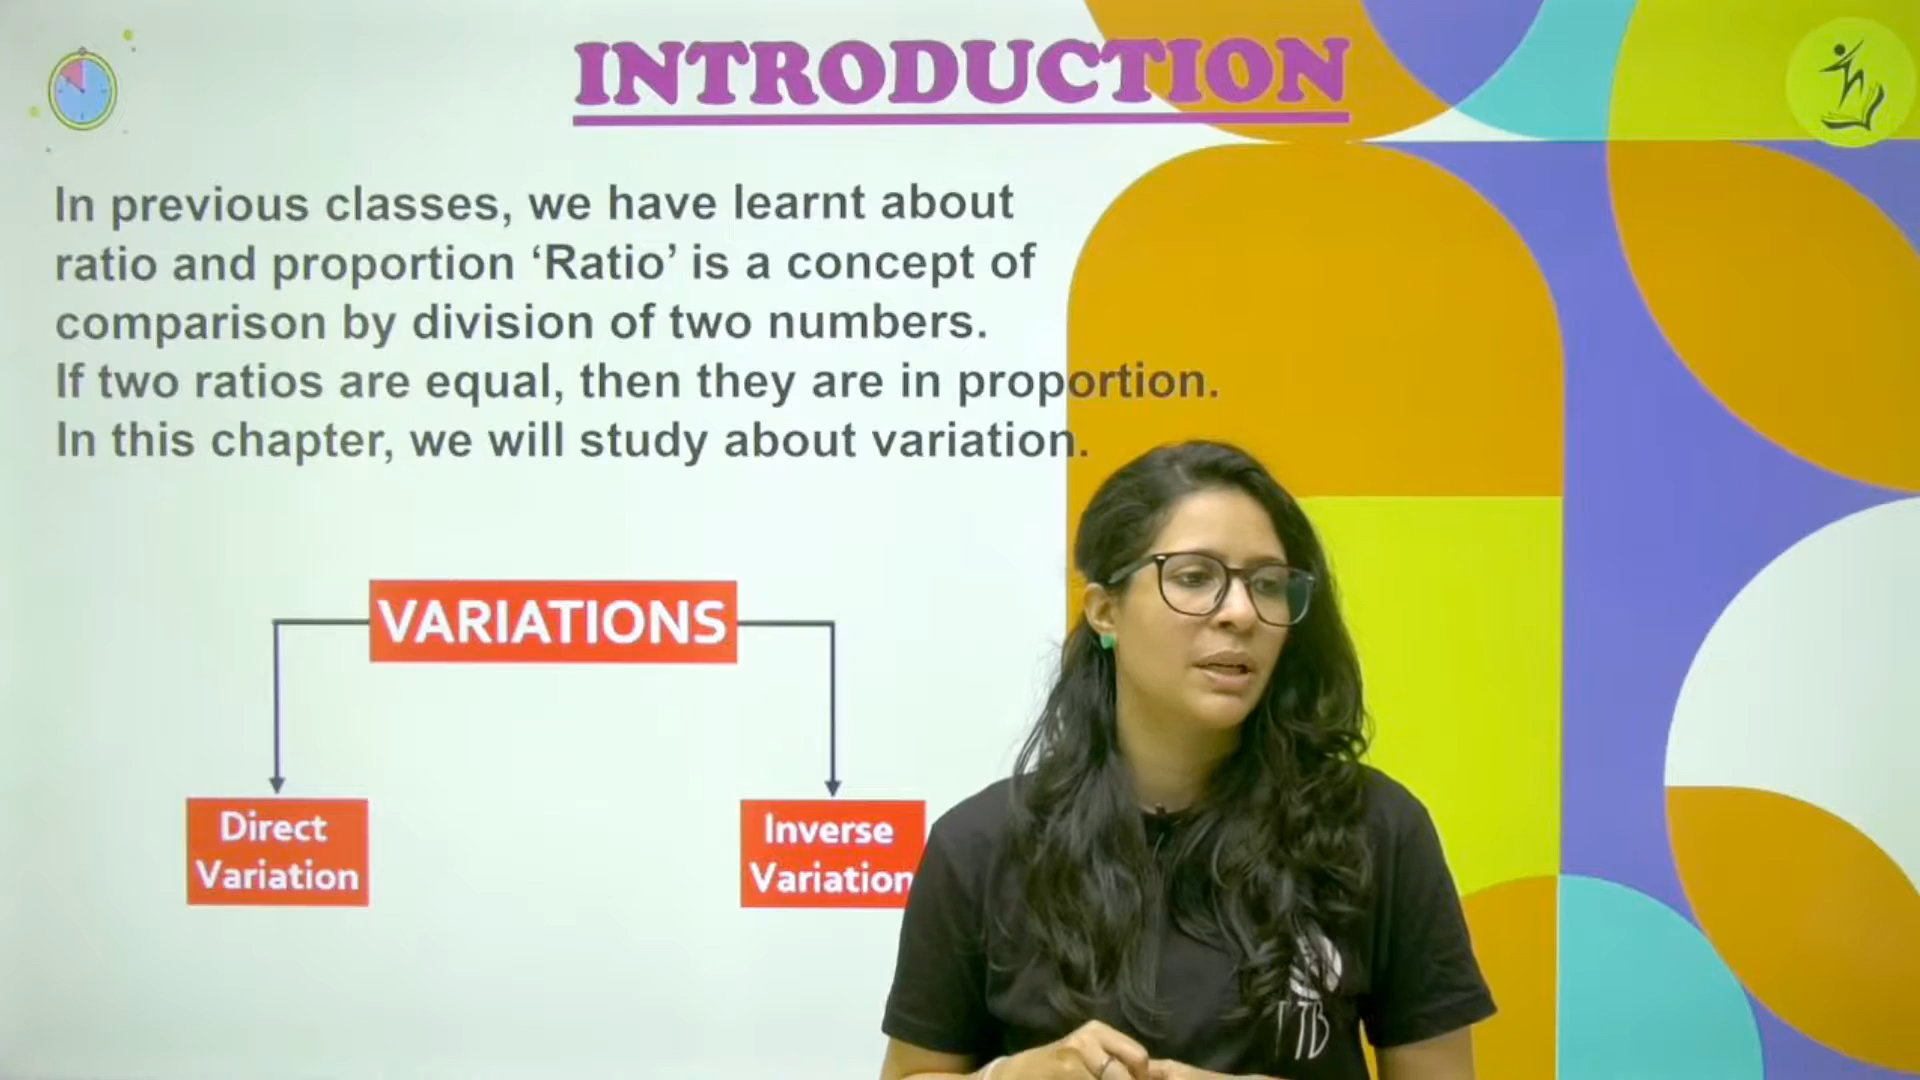 INTRODUCTION
In previous classes, we have learnt about
ratio and proportion ‘Ratio’ is a concept of
comparison by division of two numbers.
If two ratios are equal, then they are in proportion.
In this chapter, we will study about variation.
VARIATIONS
Direct
Variation
Inverse
Variation
TB